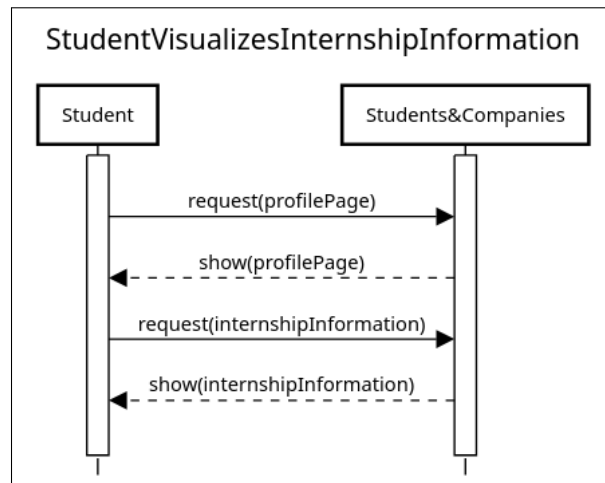 StudentVisualizesInternshipInformation
Student
Students&Companies
request(profilePage)
show(profilePage)
request(internshipInformation)
show(internshipInformation)